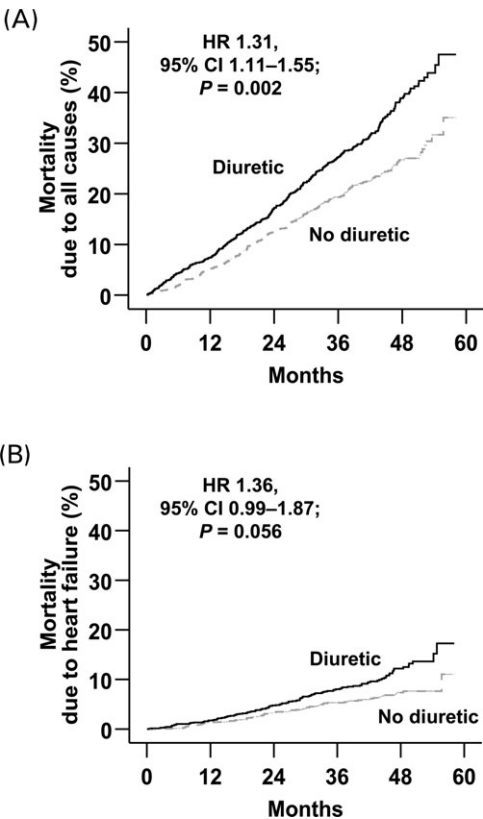 (A)
HR 1.31,
95% CI 1.11–1.55;
P = 0.002
Mortality
due to all causes (%)
50
40
30
20
10
0
Diuretic
No diuretic
0 12 24 36 48 60
Months
(B)
HR 1.36,
95% CI 0.99–1.87;
P = 0.056
Mortality
due to heart failure (%)
50
40
30
20
10
0
Diuretic
No diuretic
0 12 24 36 48 60
Months